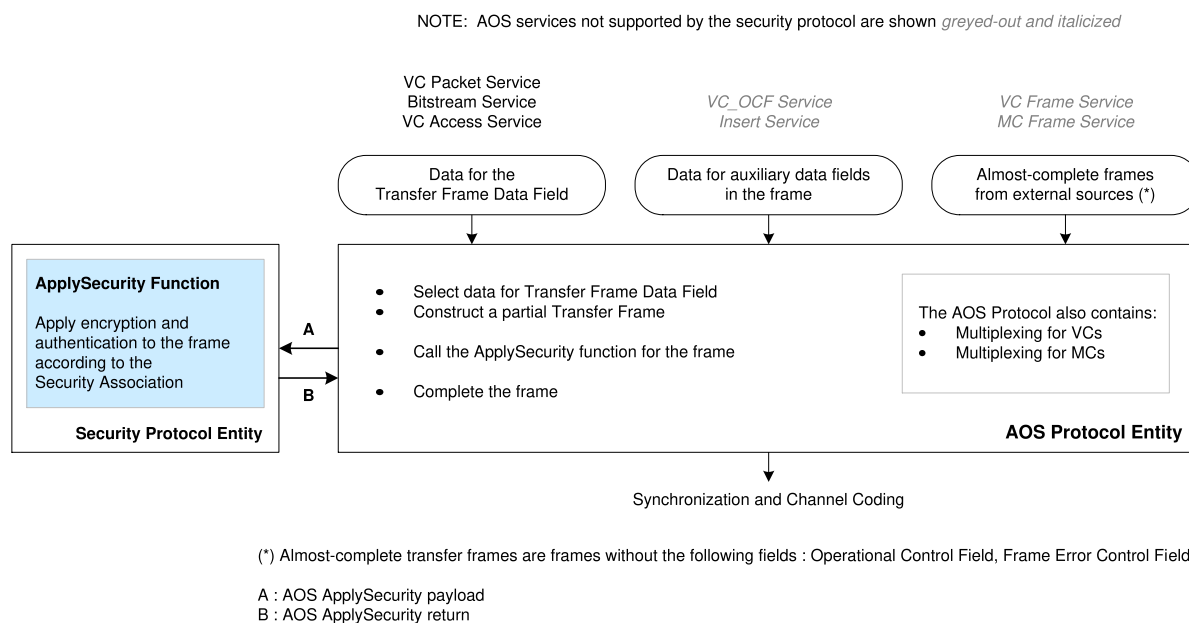 NOTE: AOS services not supported by the security protocol are shown greyed-out and italicized
VC Packet Service
Bitstream Service
VC Access Service
VC_OCF Service
Insert Service
VC Frame Service
MC Frame Service
Data for the
Transfer Frame Data Field
Data for auxiliary data fields
in the frame
Almost-complete frames
from external sources (*)
ApplySecurity Function
Apply encryption and
authentication to the frame
according to the
Security Association
Security Protocol Entity
A
B
• Select data for Transfer Frame Data Field
• Construct a partial Transfer Frame
• Call the ApplySecurity function for the frame
• Complete the frame
The AOS Protocol also contains:
• Multiplexing for VCs
• Multiplexing for MCs
AOS Protocol Entity
Synchronization and Channel Coding
(*) Almost-complete transfer frames are frames without the following fields : Operational Control Field, Frame Error Control Field
A : AOS ApplySecurity payload
B : AOS ApplySecurity return